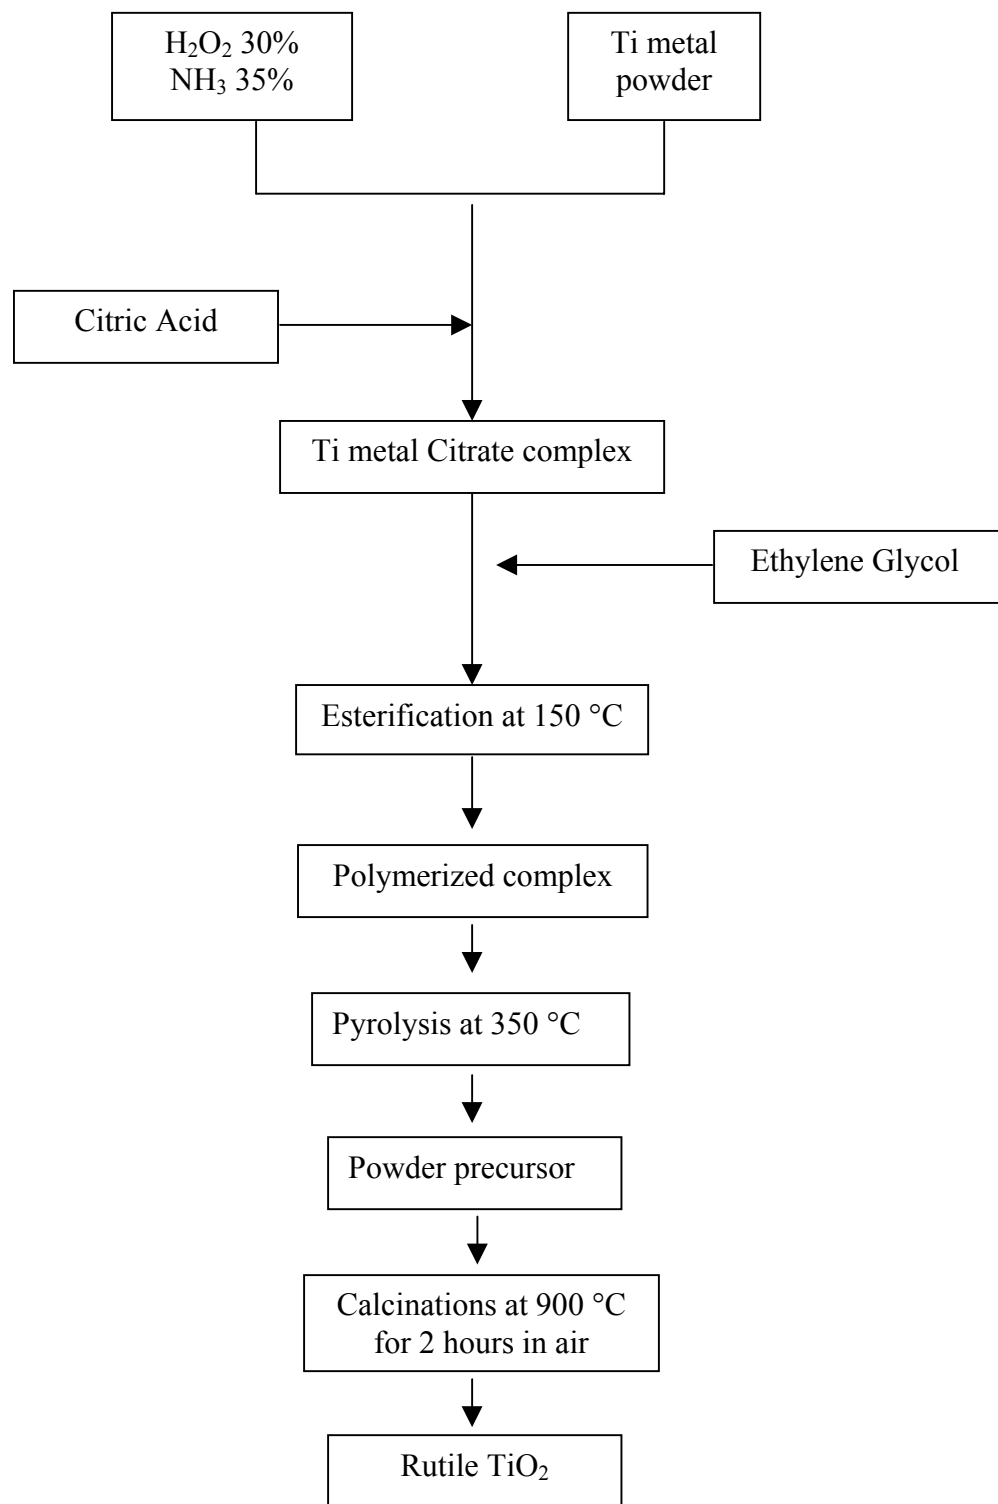 H₂O₂ 30%
NH₃ 35%
Ti metal
powder
Citric Acid
Ti metal Citrate complex
Ethylene Glycol
Esterification at 150 °C
Polymerized complex
Pyrolysis at 350 °C
Powder precursor
Calcinations at 900 °C
for 2 hours in air
Rutile TiO₂